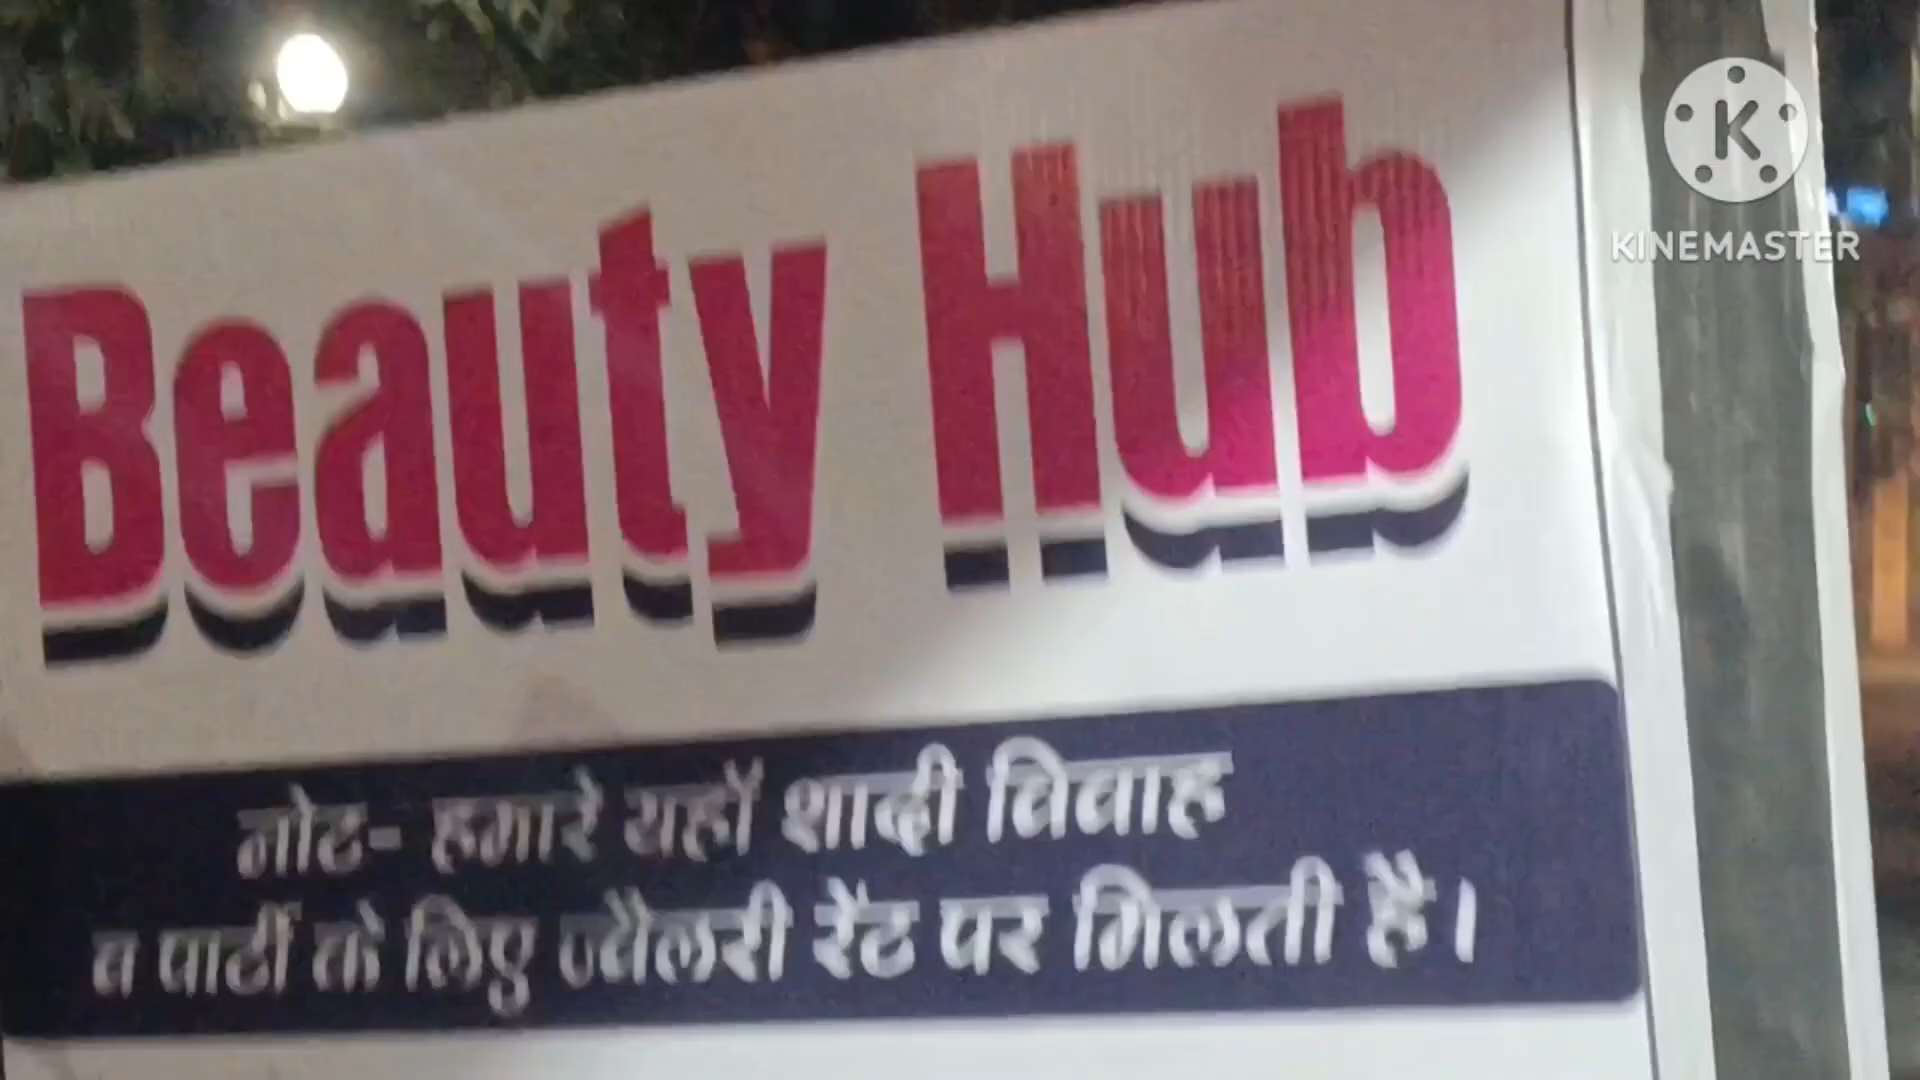 Beauty Hub
नोट- हमारे यहाँ शादी विवाह
व पार्टी के लिए ज्वैलरी रेंट पर मिलती है।
K
KINEMASTER